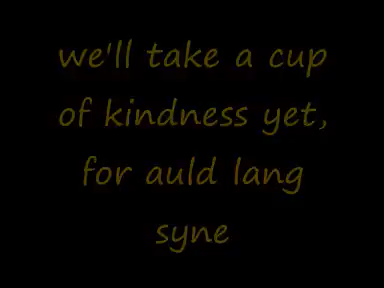 we'll take a cup
of kindness yet,
for auld lang
syne